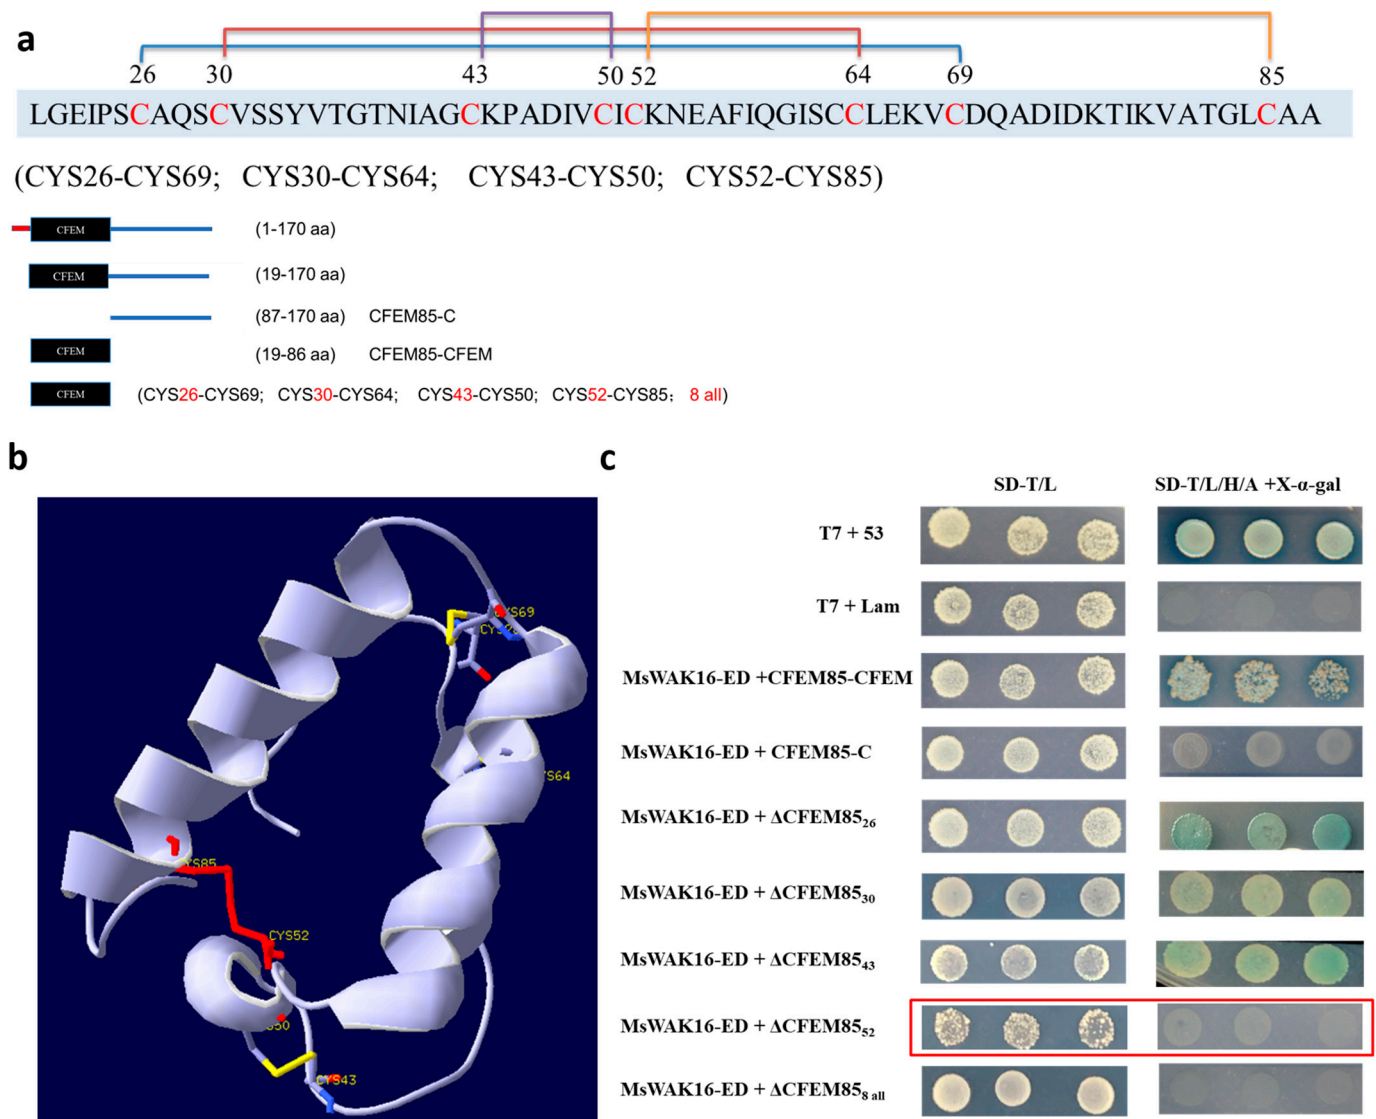 a
26 30 43 50 52 64 69 85
LGEIPSCAQSCVSSYVTGTNIAGCKPADIVCICKNEAFIQGISCCLEKVCDQADIDKTIKVATGLCAA
(CYS26-CYS69; CYS30-CYS64; CYS43-CYS50; CYS52-CYS85)
CFEM (1-170 aa)
CFEM (19-170 aa)
(87-170 aa) CFEM85-C
CFEM (19-86 aa) CFEM85-CFEM
CFEM (CYS26-CYS69; CYS30-CYS64; CYS43-CYS50; CYS52-CYS85; 8 all)
b
CYS69
YS85
CYS52
CYS43
c
SD-T/L SD-T/L/H/A +X-α-gal
T7 + 53
T7 + Lam
MsWAK16-ED +CFEM85-CFEM
MsWAK16-ED + CFEM85-C
MsWAK16-ED + ΔCFEM85₂₆
MsWAK16-ED + ΔCFEM85₃₀
MsWAK16-ED + ΔCFEM85₄₃
MsWAK16-ED + ΔCFEM85₅₂
MsWAK16-ED + ΔCFEM85₈ ₐₗₗ